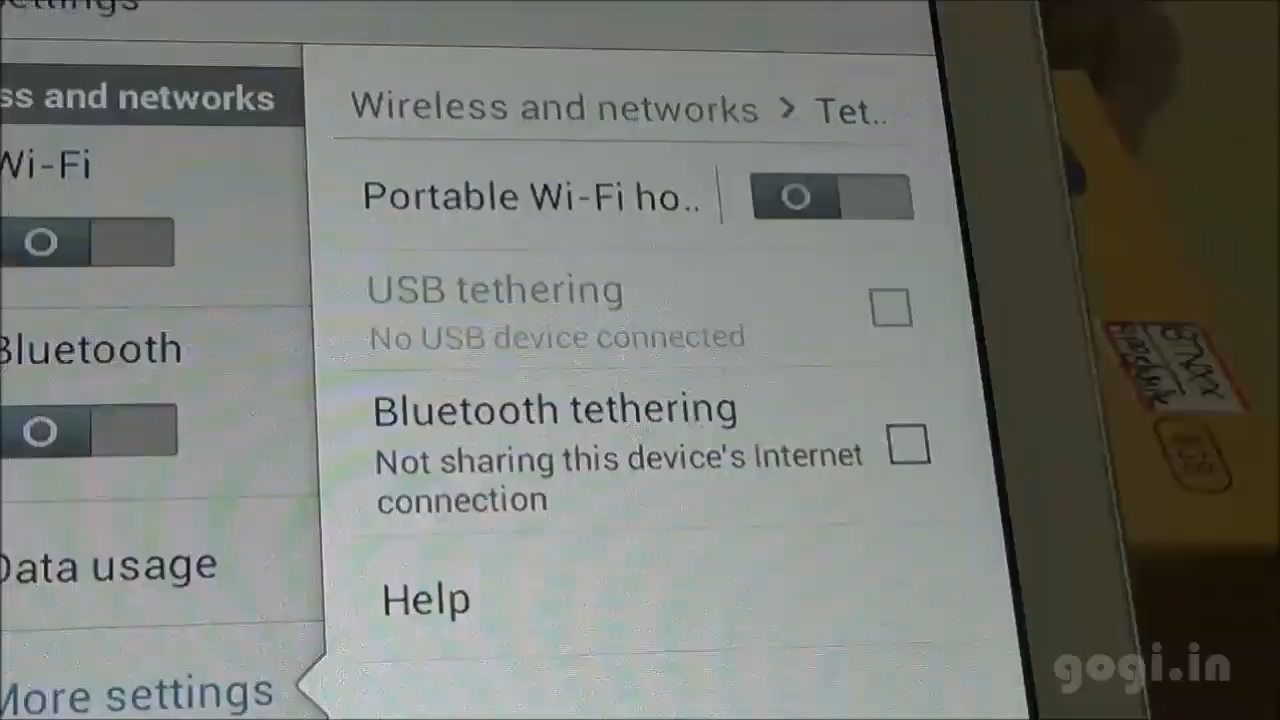 ettings
ss and networks
Wi-Fi
Bluetooth
Data usage
More settings
Wireless and networks > Tet..
Portable Wi-Fi ho..
USB tethering
No USB device connected
Bluetooth tethering
Not sharing this device's Internet
connection
Help
gogi.in